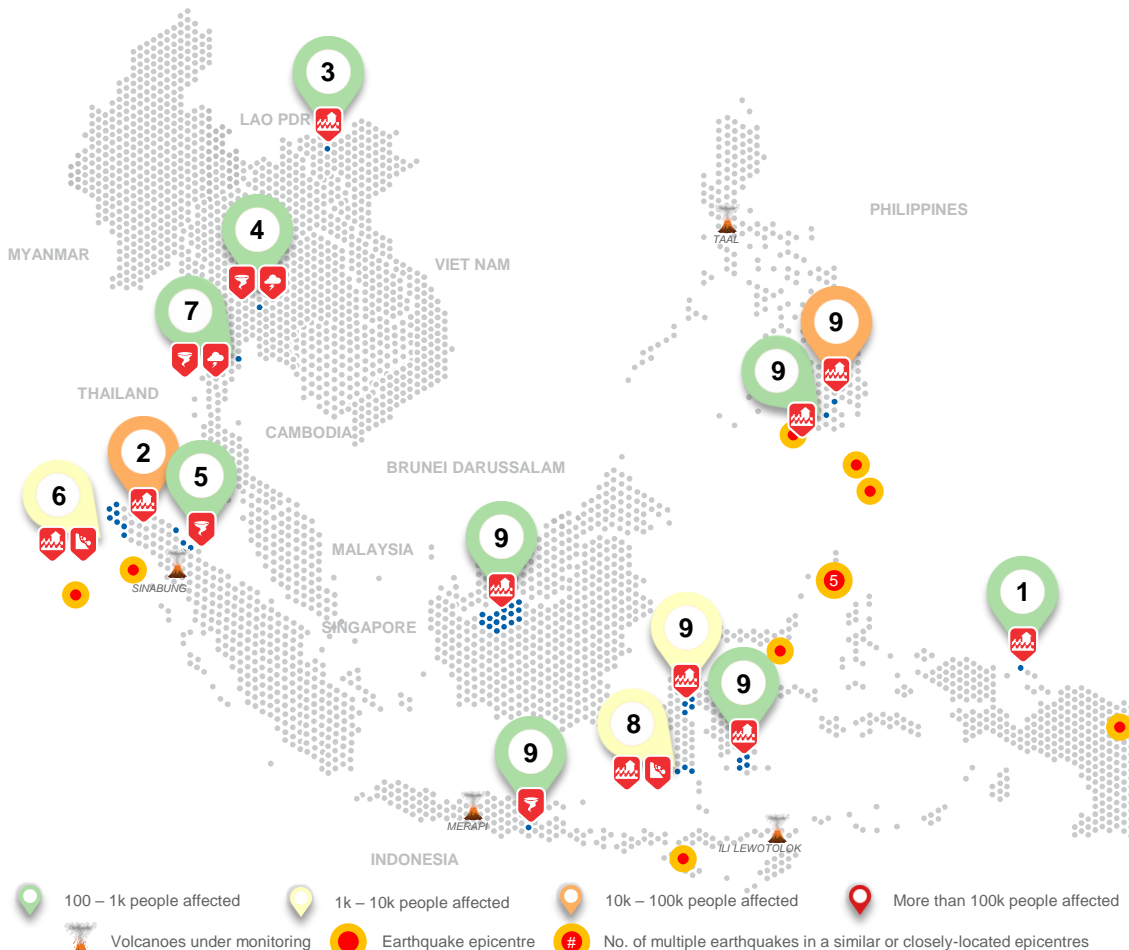 3
LAO PDR
4
PHILIPPINES
TAAL
MYANMAR
VIET NAM
7
9
9
THAILAND
CAMBODIA
2
5
6
BRUNEI DARUSSALAM
9
MALAYSIA
SINABUNG
5
1
SINGAPORE
9
9
8
9
MERAPI
ILI LEWOTOLOK
INDONESIA
100 – 1k people affected
1k – 10k people affected
10k – 100k people affected
More than 100k people affected
Volcanoes under monitoring
Earthquake epicentre
# No. of multiple earthquakes in a similar or closely-located epicentres